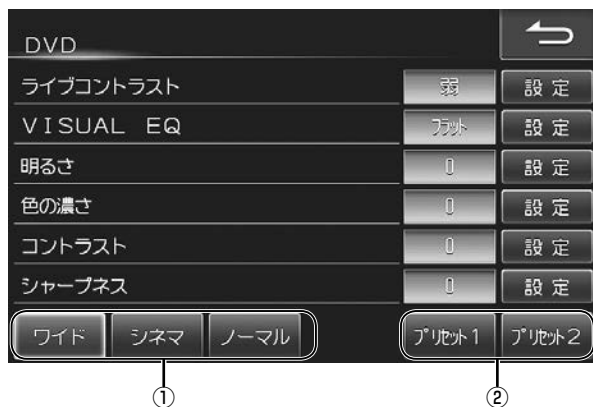 DVD
ライブコントラスト 弱 設定
VISUAL EQ フラット 設定
明るさ 0 設定
色の濃さ 0 設定
コントラスト 0 設定
シャープネス 0 設定
ワイド シネマ ノーマル プリセット1 プリセット2
① ②